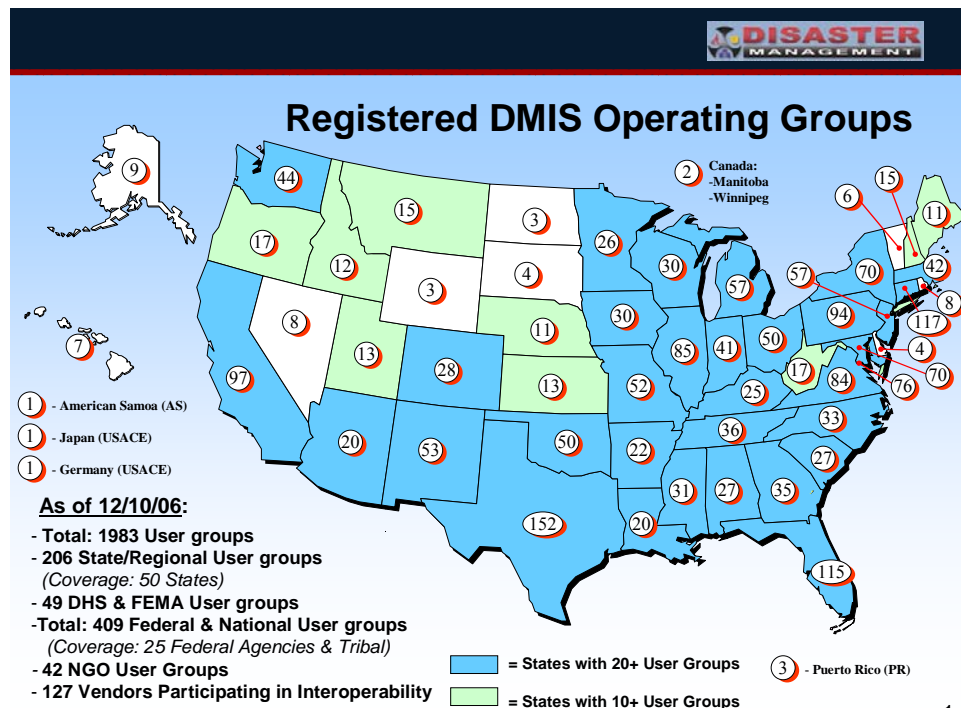 DISASTER
MANAGEMENT
Registered DMIS Operating Groups
2
Canada:
-Manitoba
-Winnipeg
9
44
15
3
26
6
15
11
17
12
30
57
57
70
42
3
4
8
8
11
30
94
117
7
13
28
85
41
50
4
97
13
52
25
17
84
76
70
1 - American Samoa (AS)
20
53
50
22
36
33
1 - Japan (USACE)
27
1 - Germany (USACE)
31
27
35
152
20
115
As of 12/10/06:
- Total: 1983 User groups
- 206 State/Regional User groups
(Coverage: 50 States)
- 49 DHS & FEMA User groups
-Total: 409 Federal & National User groups
(Coverage: 25 Federal Agencies & Tribal)
- 42 NGO User Groups
- 127 Vendors Participating in Interoperability
= States with 20+ User Groups
= States with 10+ User Groups
3 - Puerto Rico (PR)